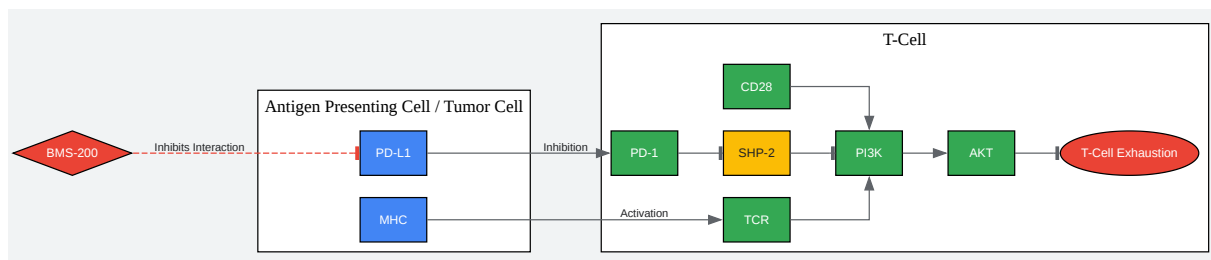 T-Cell
CD28
Antigen Presenting Cell / Tumor Cell
BMS-200
Inhibits Interaction
PD-L1
Inhibition
PD-1
SHP-2
PI3K
AKT
T-Cell Exhaustion
MHC
Activation
TCR